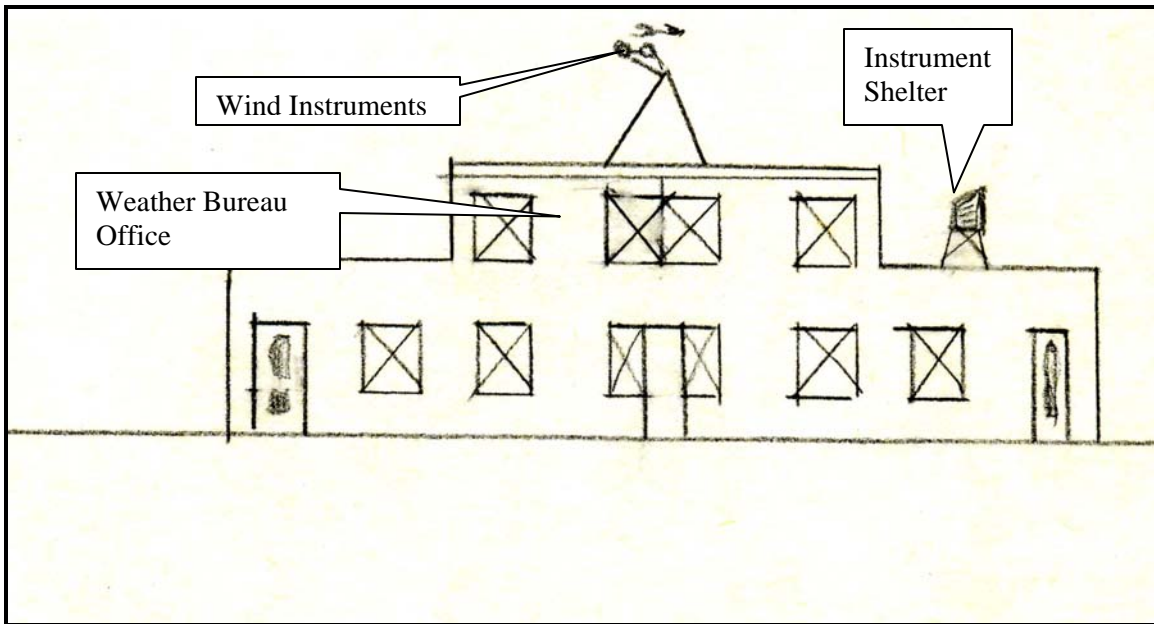 Wind Instruments
Instrument
Shelter
Weather Bureau
Office